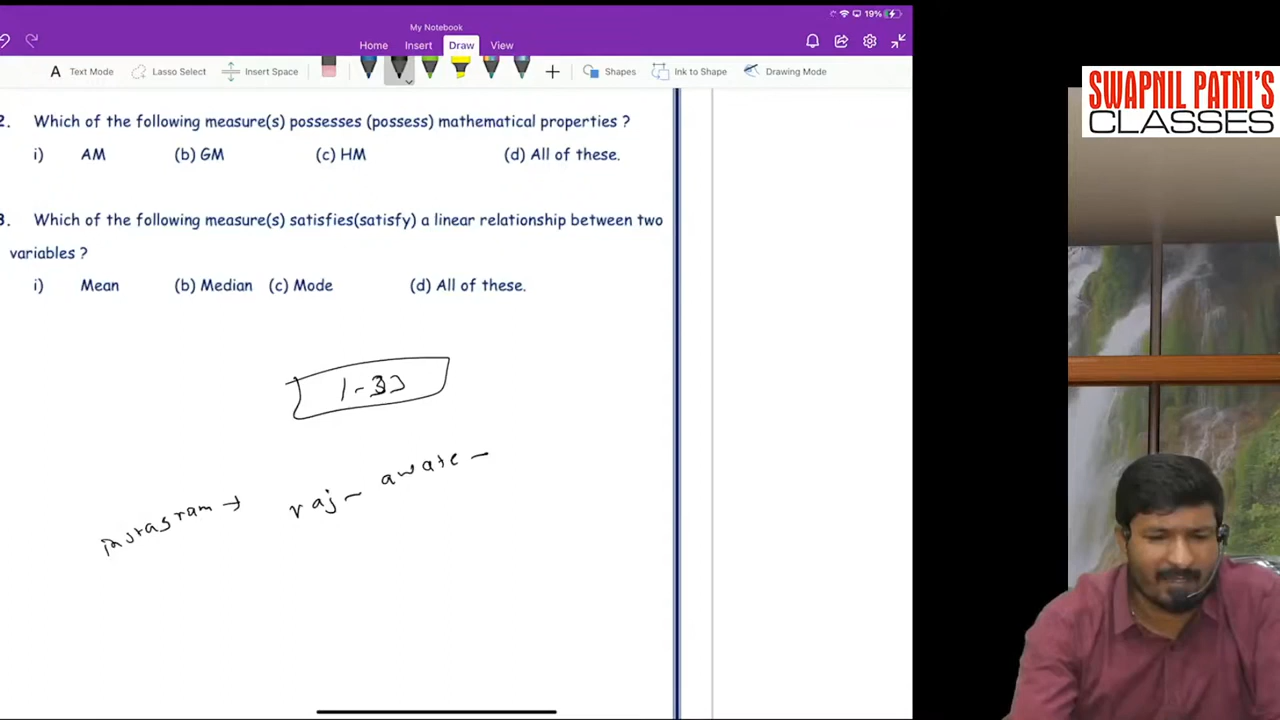 19%
My Notebook
Home Insert Draw View
Text Mode Lasso Select Insert Space Shapes Ink to Shape Drawing Mode
SWAPNIL PATNI'S
CLASSES
2. Which of the following measure(s) possesses (possess) mathematical properties ?
i) AM (b) GM (c) HM (d) All of these.
3. Which of the following measure(s) satisfies(satisfy) a linear relationship between two
variables ?
i) Mean (b) Median (c) Mode (d) All of these.
1-33
instagram → raj - awate -